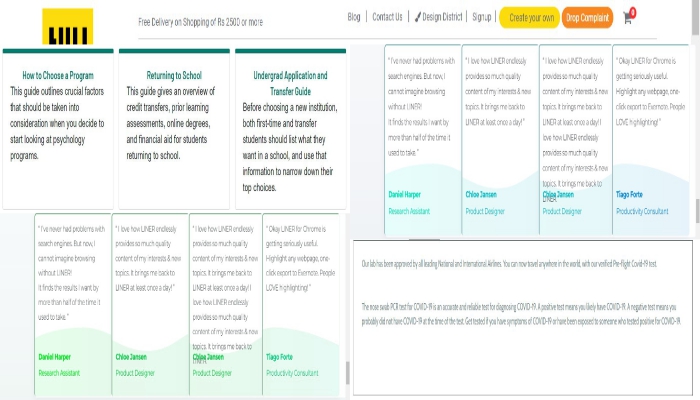 Free Delivery on Shopping of Rs 2500 or more
Blog
Contact Us
Design District
Signup
Create your own
Drop Complaint
0
How to Choose a Program
This guide outlines crucial factors
that should be taken into
consideration when you decide to
start looking at psychology
programs.
Returning to School
This guide gives an overview of
credit transfers, prior learning
assessments, online degrees,
and financial aid for students
returning to school.
Undergrad Application and
Transfer Guide
Before choosing a new institution,
both first-time and transfer
students should list what they
want in a school, and use that
information to narrow down their
top choices.
" I've never had problems with
search engines. But now, I
cannot imagine browsing
without LINER!
It finds the results I want by
more than half of the time it
used to take. "
Daniel Harper
Research Assistant
" I love how LINER endlessly
provides so much quality
content of my interests & new
topics. It brings me back to
LINER at least once a day! "
Chloe Jansen
Product Designer
" I love how LINER endlessly
provides so much quality
content of my interests & new
topics. It brings me back to
LINER at least once a day! I
love how LINER endlessly
provides so much quality
content of my interests & new
topics. It brings me back to
LINER
Chloe Jansen
Product Designer
" Okay LINER for Chrome is
getting seriously useful.
Highlight any webpage, one-
click export to Evernote. People
LOVE highlighting! "
Tiago Forte
Productivity Consultant
" I've never had problems with
search engines. But now, I
cannot imagine browsing
without LINER!
It finds the results I want by
more than half of the time it
used to take. "
Daniel Harper
Research Assistant
" I love how LINER endlessly
provides so much quality
content of my interests & new
topics. It brings me back to
LINER at least once a day! "
Chloe Jansen
Product Designer
" I love how LINER endlessly
provides so much quality
content of my interests & new
topics. It brings me back to
LINER at least once a day! I
love how LINER endlessly
provides so much quality
content of my interests & new
topics. It brings me back to
LINER
Chloe Jansen
Product Designer
" Okay LINER for Chrome is
getting seriously useful.
Highlight any webpage, one-
click export to Evernote. People
LOVE highlighting! "
Tiago Forte
Productivity Consultant
Our lab has been approved by all leading National and International Airlines. You can now travel anywhere in the world, with our verified Pre-flight Covid-19 test.
The nose swab PCR test for COVID-19 is an accurate and reliable test for diagnosing COVID-19. A positive test means you likely have COVID-19. A negative test means you
probably did not have COVID-19 at the time of the test. Get tested if you have symptoms of COVID-19 or have been exposed to someone who tested positive for COVID-19.